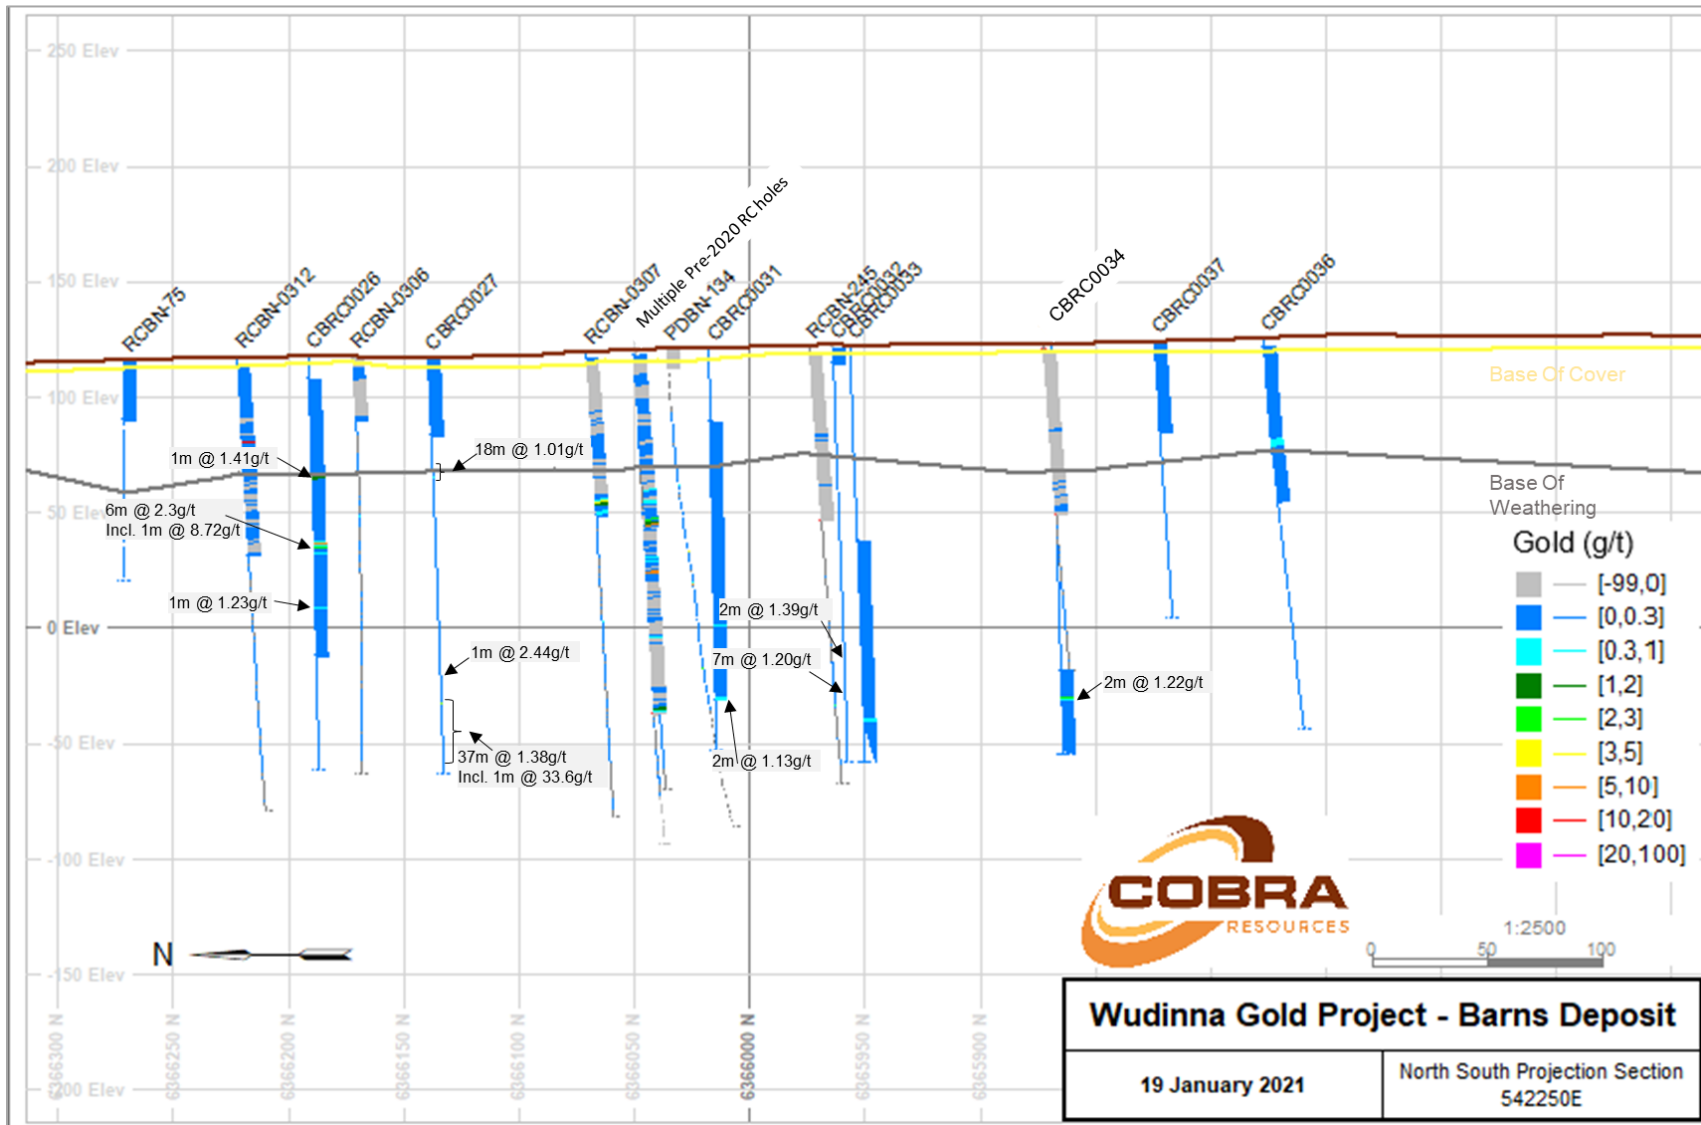 250 Elev
200 Elev
150 Elev
100 Elev
50 Elev
0 Elev
-50 Elev
-100 Elev
-150 Elev
-200 Elev
RCBN-75
RCBN-0312
CBRC0026
RCBN-0306
CBRC0027
RCBN-0307
Multiple Pre-2020 RC holes
PDBN-134
CBRC0031
RCBN-245
CBRC0032
CBRC0033
CBRC0034
CBRC0037
CBRC0036
1m @ 1.41g/t
18m @ 1.01g/t
6m @ 2.3g/t
Incl. 1m @ 8.72g/t
1m @ 1.23g/t
1m @ 2.44g/t
37m @ 1.38g/t
Incl. 1m @ 33.6g/t
2m @ 1.39g/t
7m @ 1.20g/t
2m @ 1.13g/t
2m @ 1.22g/t
Base Of Cover
Base Of
Weathering
Gold (g/t)
[-99,0]
[0,0.3]
[0.3,1]
[1,2]
[2,3]
[3,5]
[5,10]
[10,20]
[20,100]
COBRA
RESOURCES
1:2500
0 50 100
N
6366300 N
6366250 N
6366200 N
6366150 N
6366100 N
6366050 N
6366000 N
6365950 N
6365900 N
Wudinna Gold Project - Barns Deposit
19 January 2021
North South Projection Section
542250E